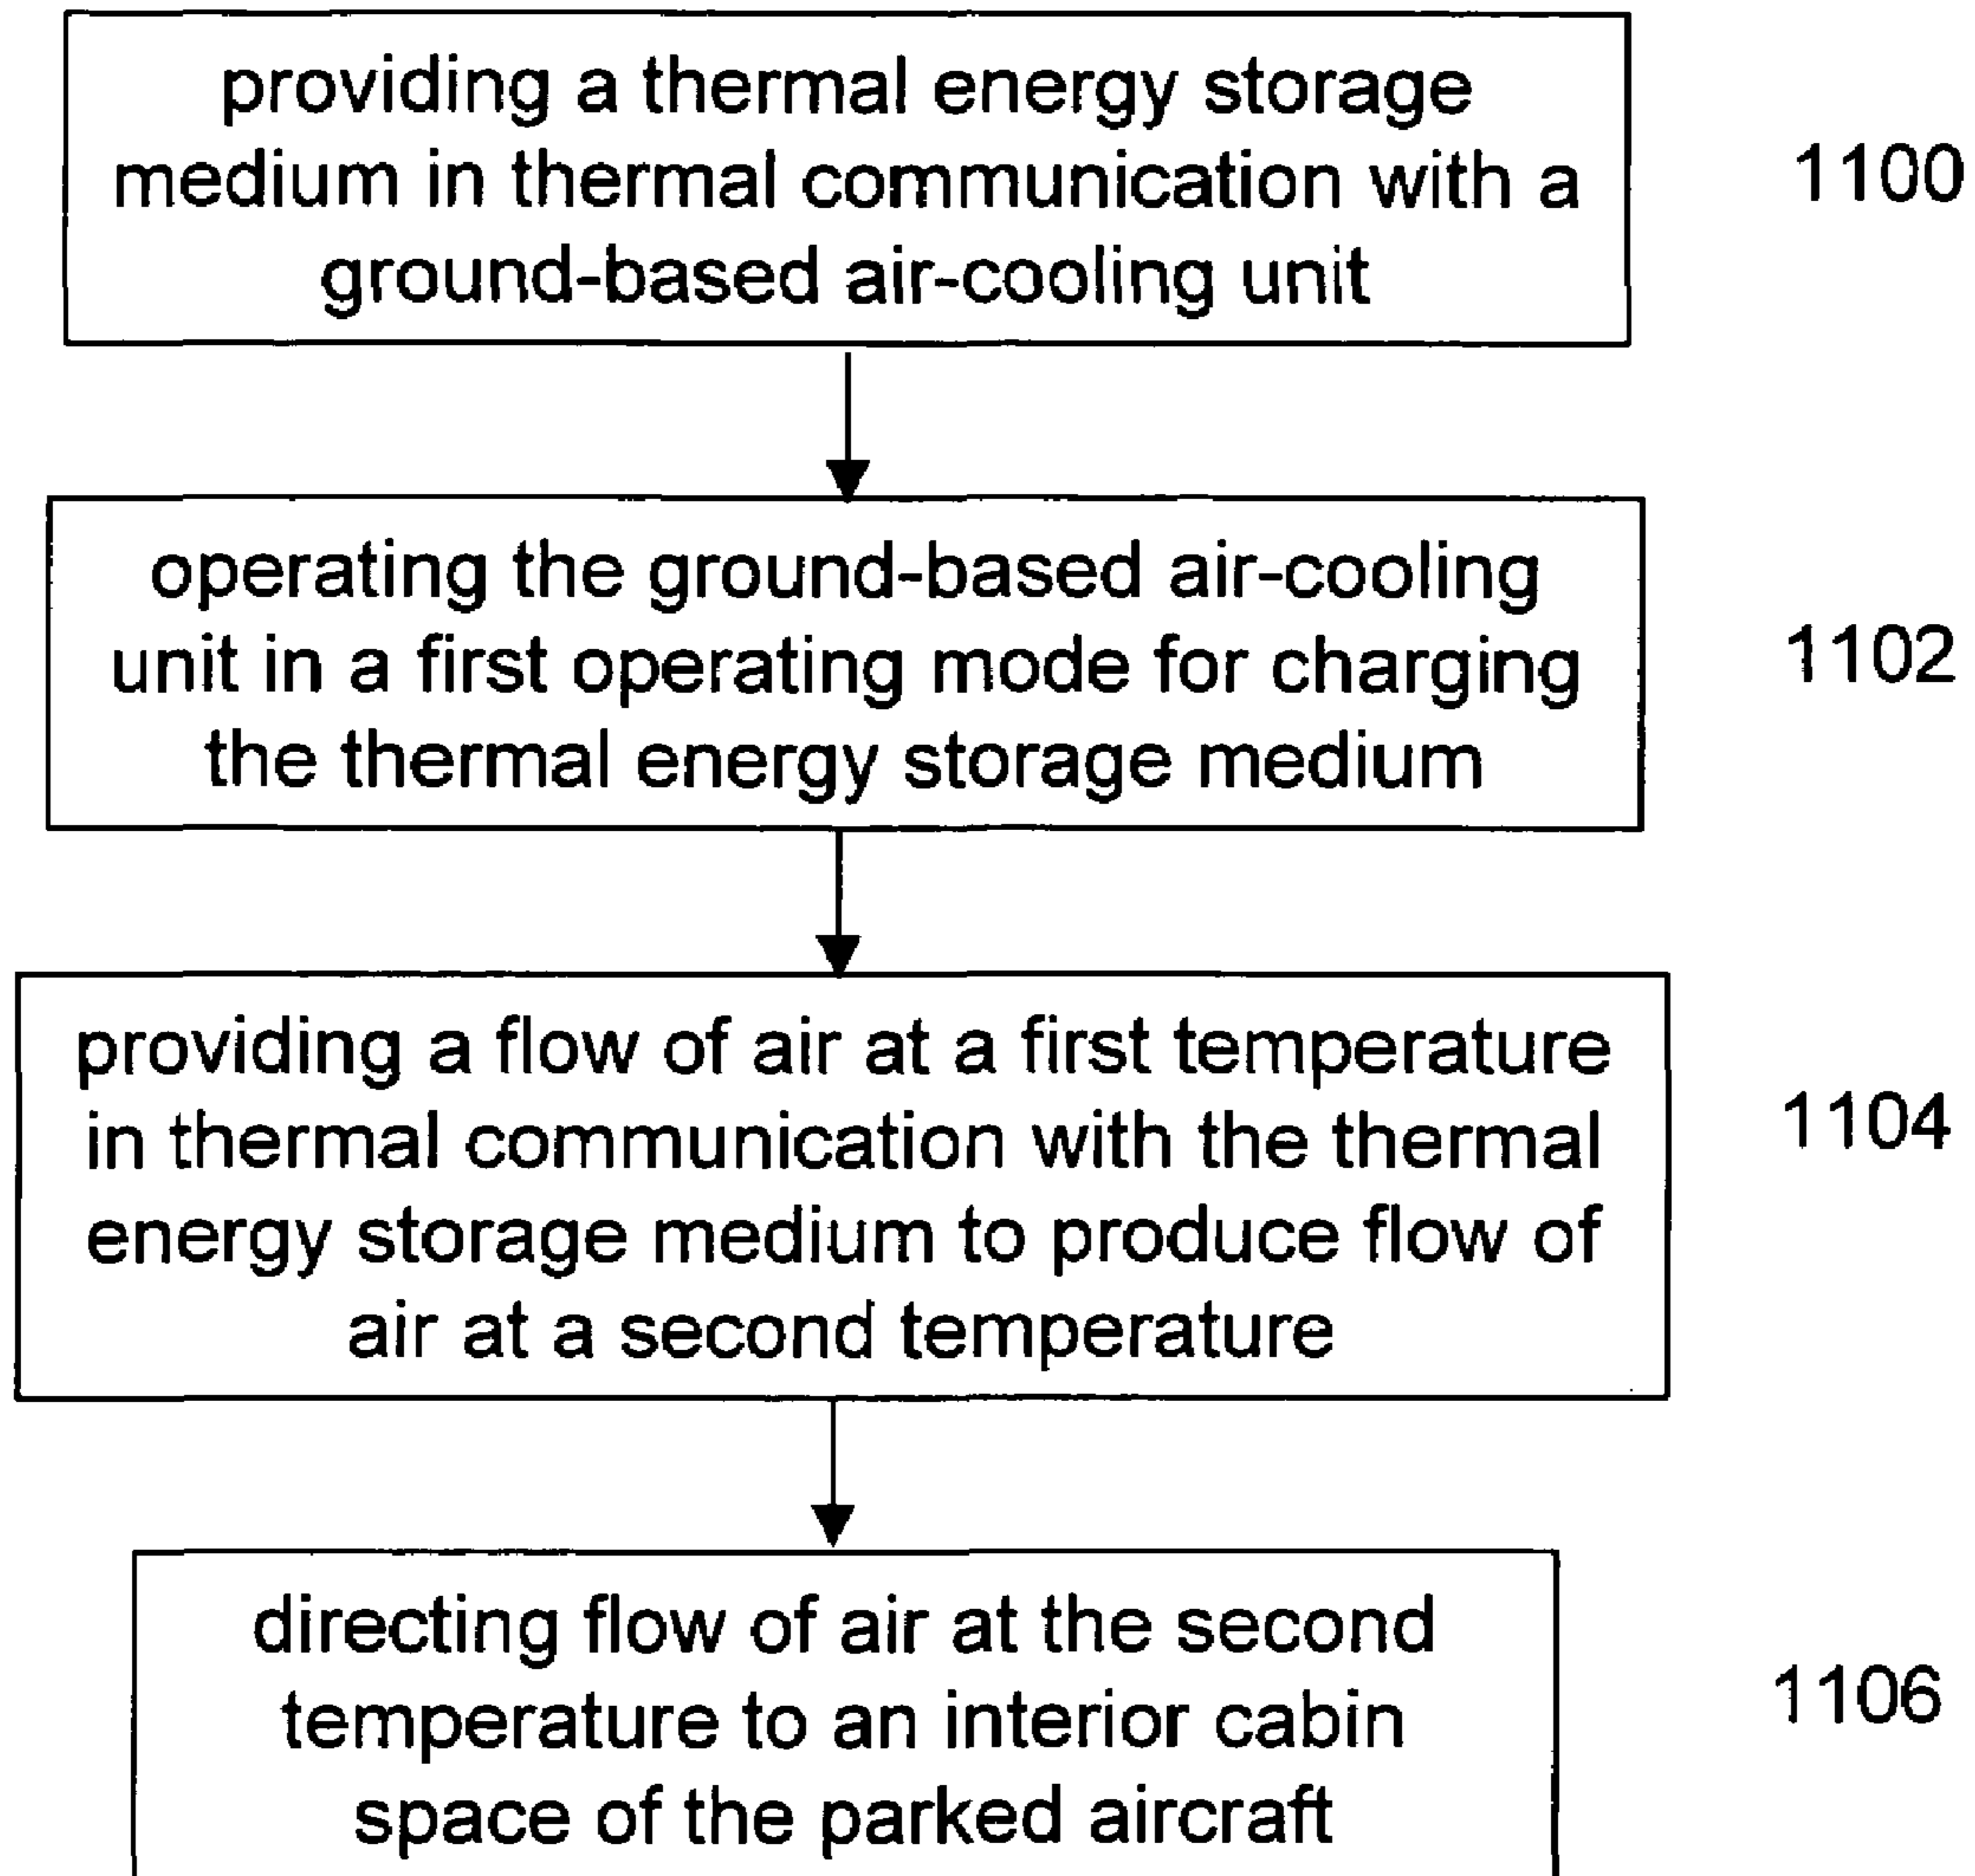 providing a thermal energy storage
medium in thermal communication with a
ground-based air-cooling unit
1100
operating the ground-based air-cooling
unit in a first operating mode for charging
the thermal energy storage medium
1102
providing a flow of air at a first temperature
in thermal communication with the thermal
energy storage medium to produce flow of
air at a second temperature
1104
directing flow of air at the second
temperature to an interior cabin
space of the parked aircraft
1106